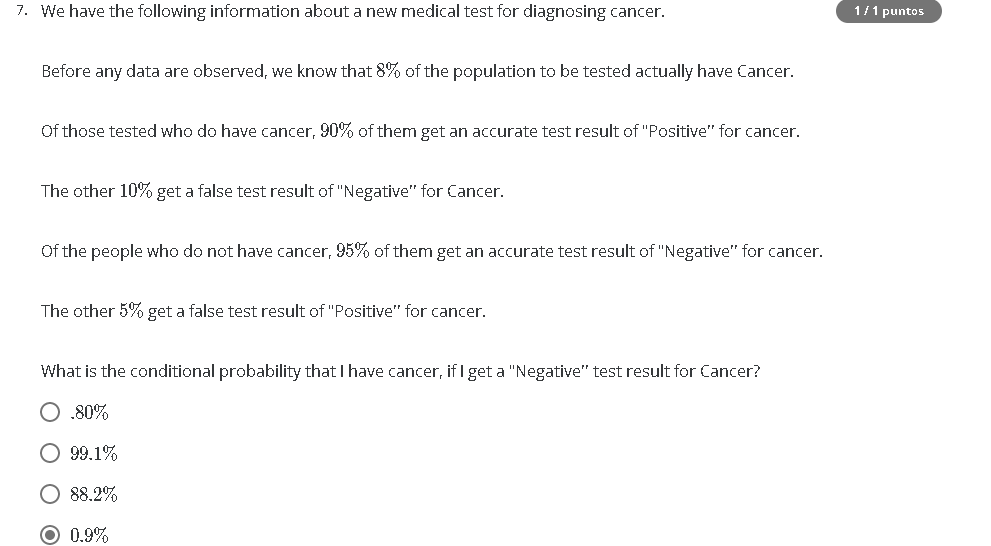 7. We have the following information about a new medical test for diagnosing cancer.
1 / 1 puntos
Before any data are observed, we know that 8% of the population to be tested actually have Cancer.
Of those tested who do have cancer, 90% of them get an accurate test result of "Positive" for cancer.
The other 10% get a false test result of "Negative" for Cancer.
Of the people who do not have cancer, 95% of them get an accurate test result of "Negative" for cancer.
The other 5% get a false test result of "Positive" for cancer.
What is the conditional probability that I have cancer, if I get a "Negative" test result for Cancer?
.80%
99.1%
88.2%
0.9%